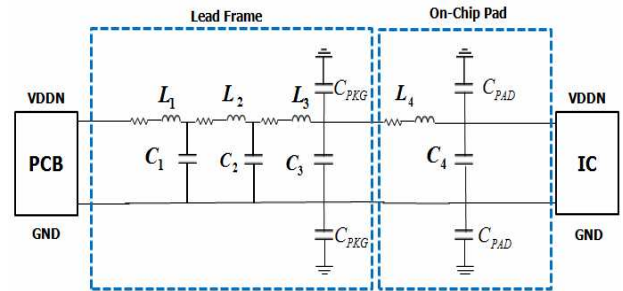 Lead Frame
On-Chip Pad
VDDN
L1
L2
L3
CPKG
L4
CPAD
VDDN
PCB
C1
C2
C3
C4
IC
GND
CPKG
CPAD
GND